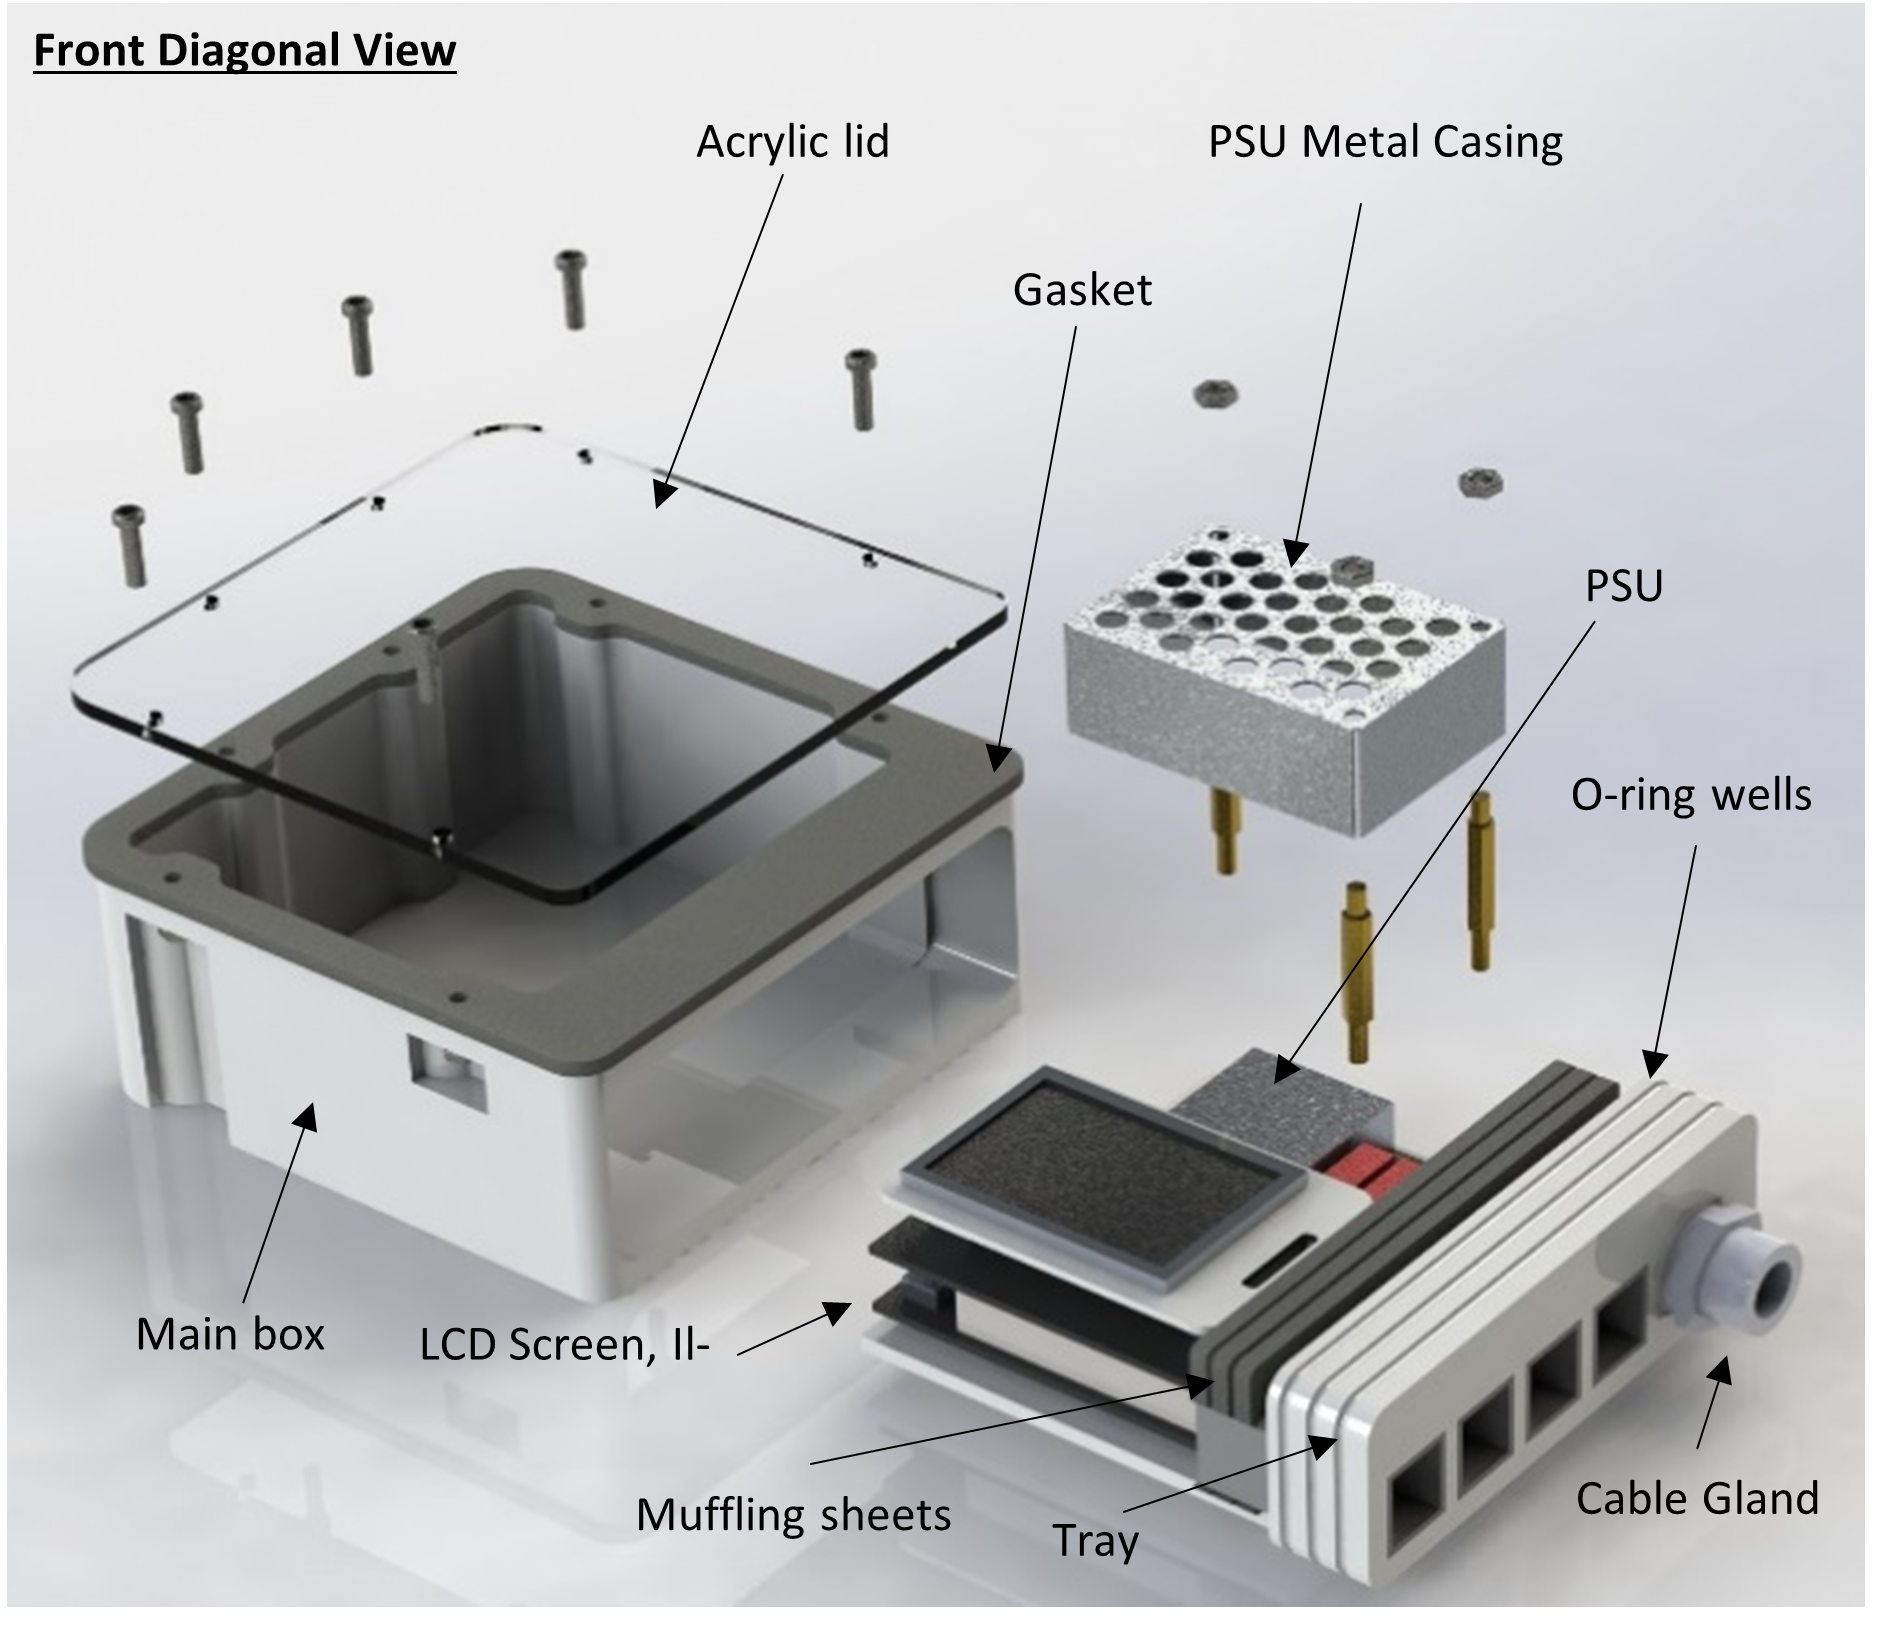 Front Diagonal View
Acrylic lid
PSU Metal Casing
Gasket
PSU
O-ring wells
Main box
LCD Screen, Il-
Muffling sheets
Tray
Cable Gland